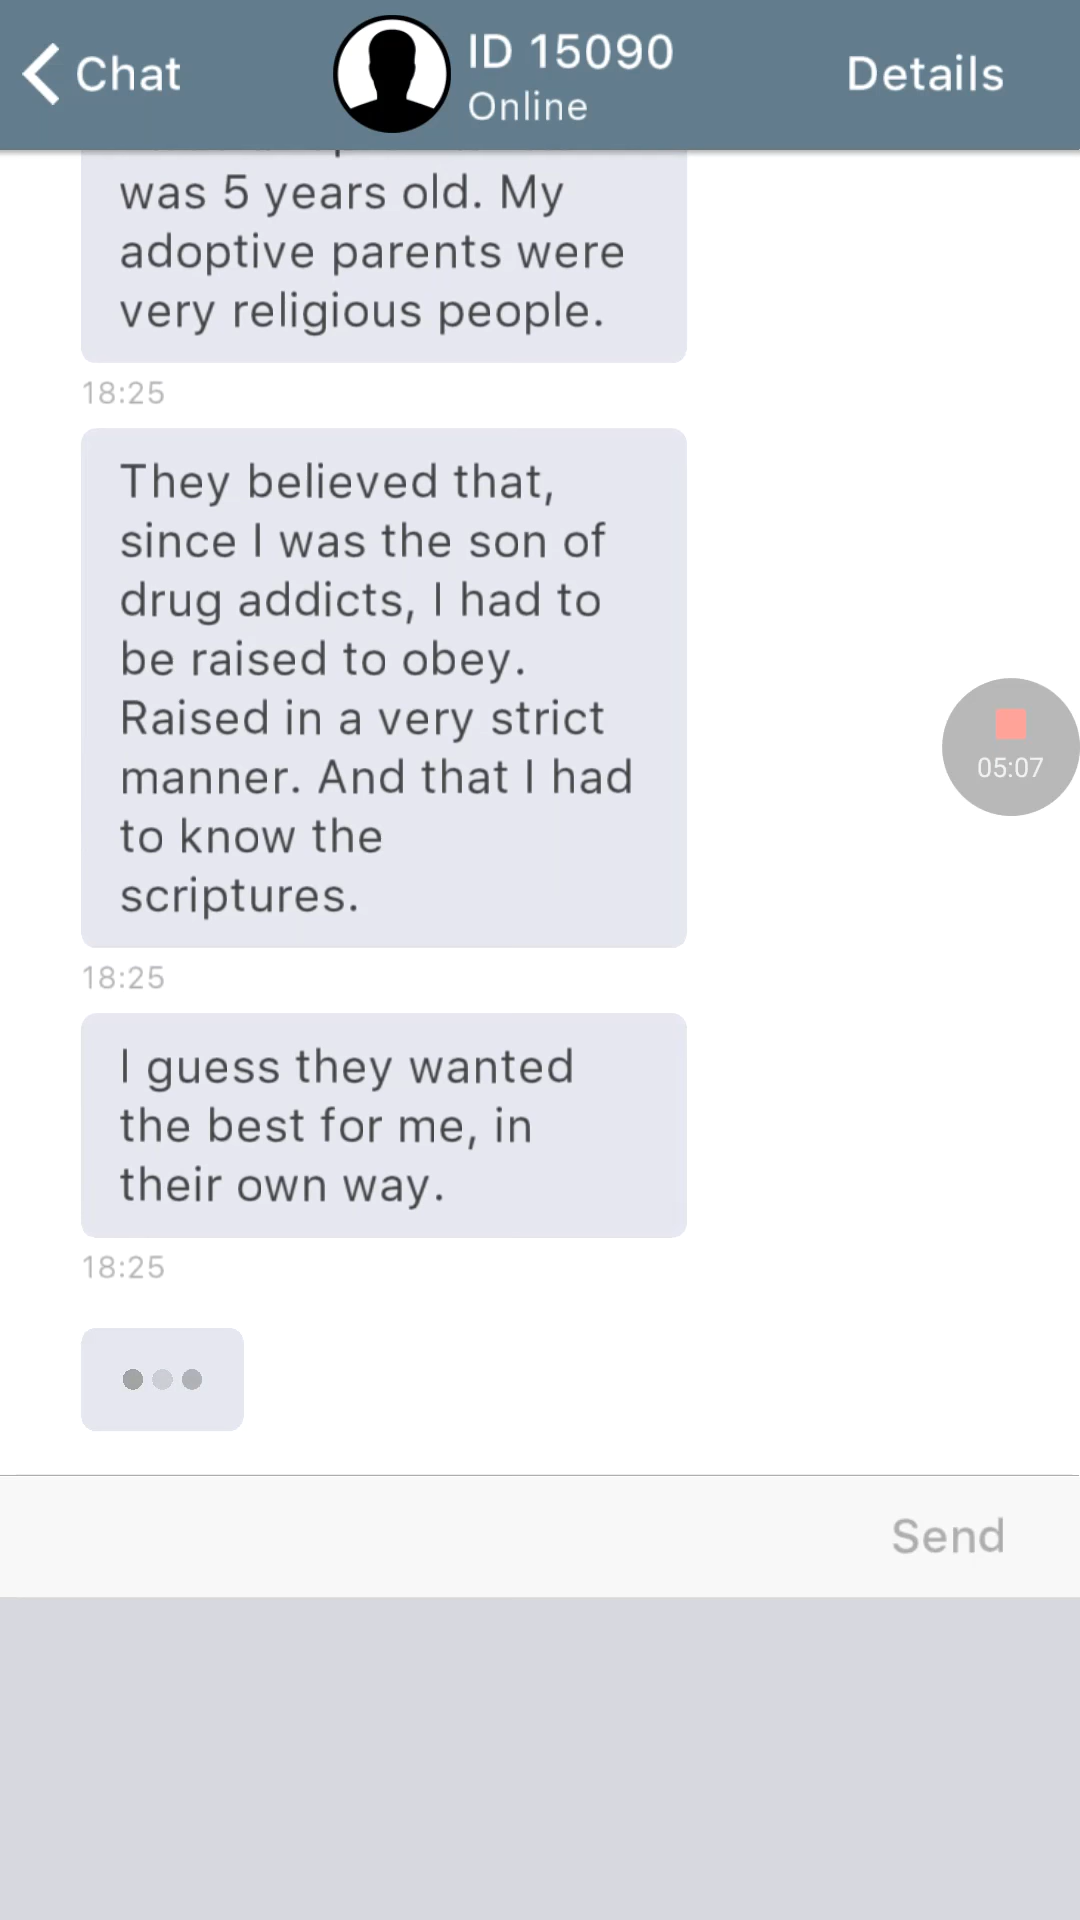 Chat
ID 15090
Online
Details
was 5 years old. My
adoptive parents were
very religious people.
18:25
They believed that,
since I was the son of
drug addicts, I had to
be raised to obey.
Raised in a very strict
manner. And that I had
to know the
scriptures.
18:25
05:07
I guess they wanted
the best for me, in
their own way.
18:25
Send